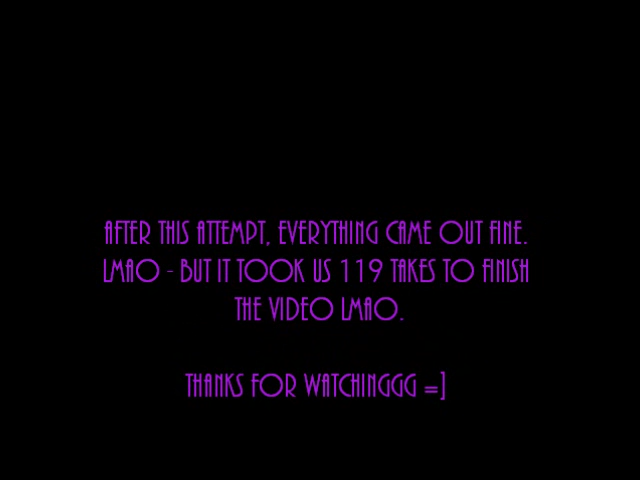 AFTER THIS ATTEMPT, EVERYTHING CAME OUT FINE.
LMAO - BUT IT TOOK US 119 TAKES TO FINISH
THE VIDEO LMAO.
THANKS FOR WATCHINGGG =]